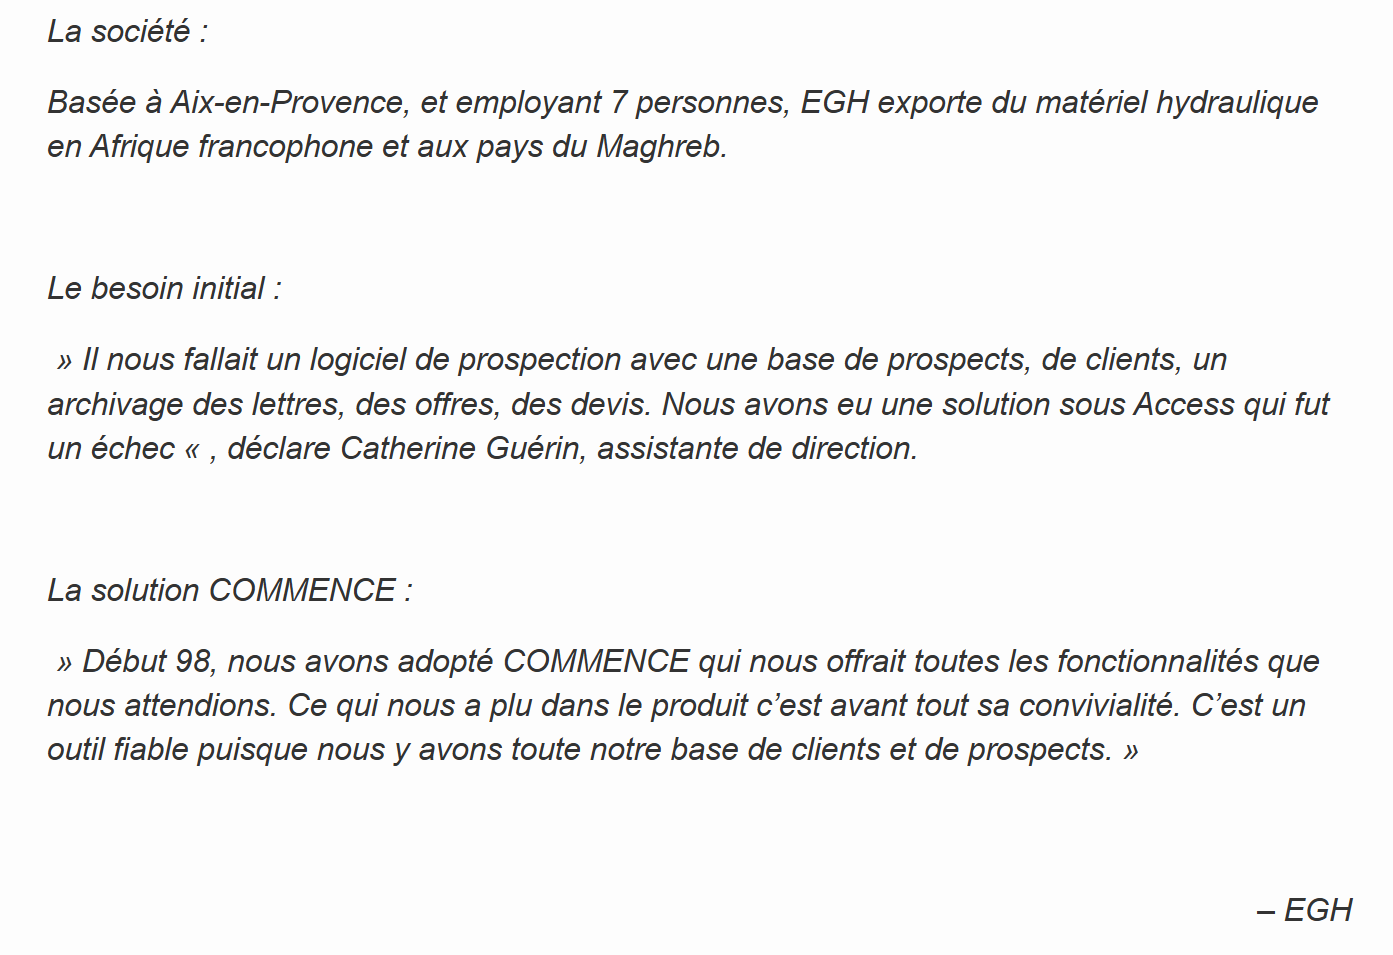 La société :
Basée à Aix-en-Provence, et employant 7 personnes, EGH exporte du matériel hydraulique
en Afrique francophone et aux pays du Maghreb.
Le besoin initial :
» Il nous fallait un logiciel de prospection avec une base de prospects, de clients, un
archivage des lettres, des offres, des devis. Nous avons eu une solution sous Access qui fut
un échec « , déclare Catherine Guérin, assistante de direction.
La solution COMMENCE :
» Début 98, nous avons adopté COMMENCE qui nous offrait toutes les fonctionnalités que
nous attendions. Ce qui nous a plu dans le produit c’est avant tout sa convivialité. C’est un
outil fiable puisque nous y avons toute notre base de clients et de prospects. »
– EGH